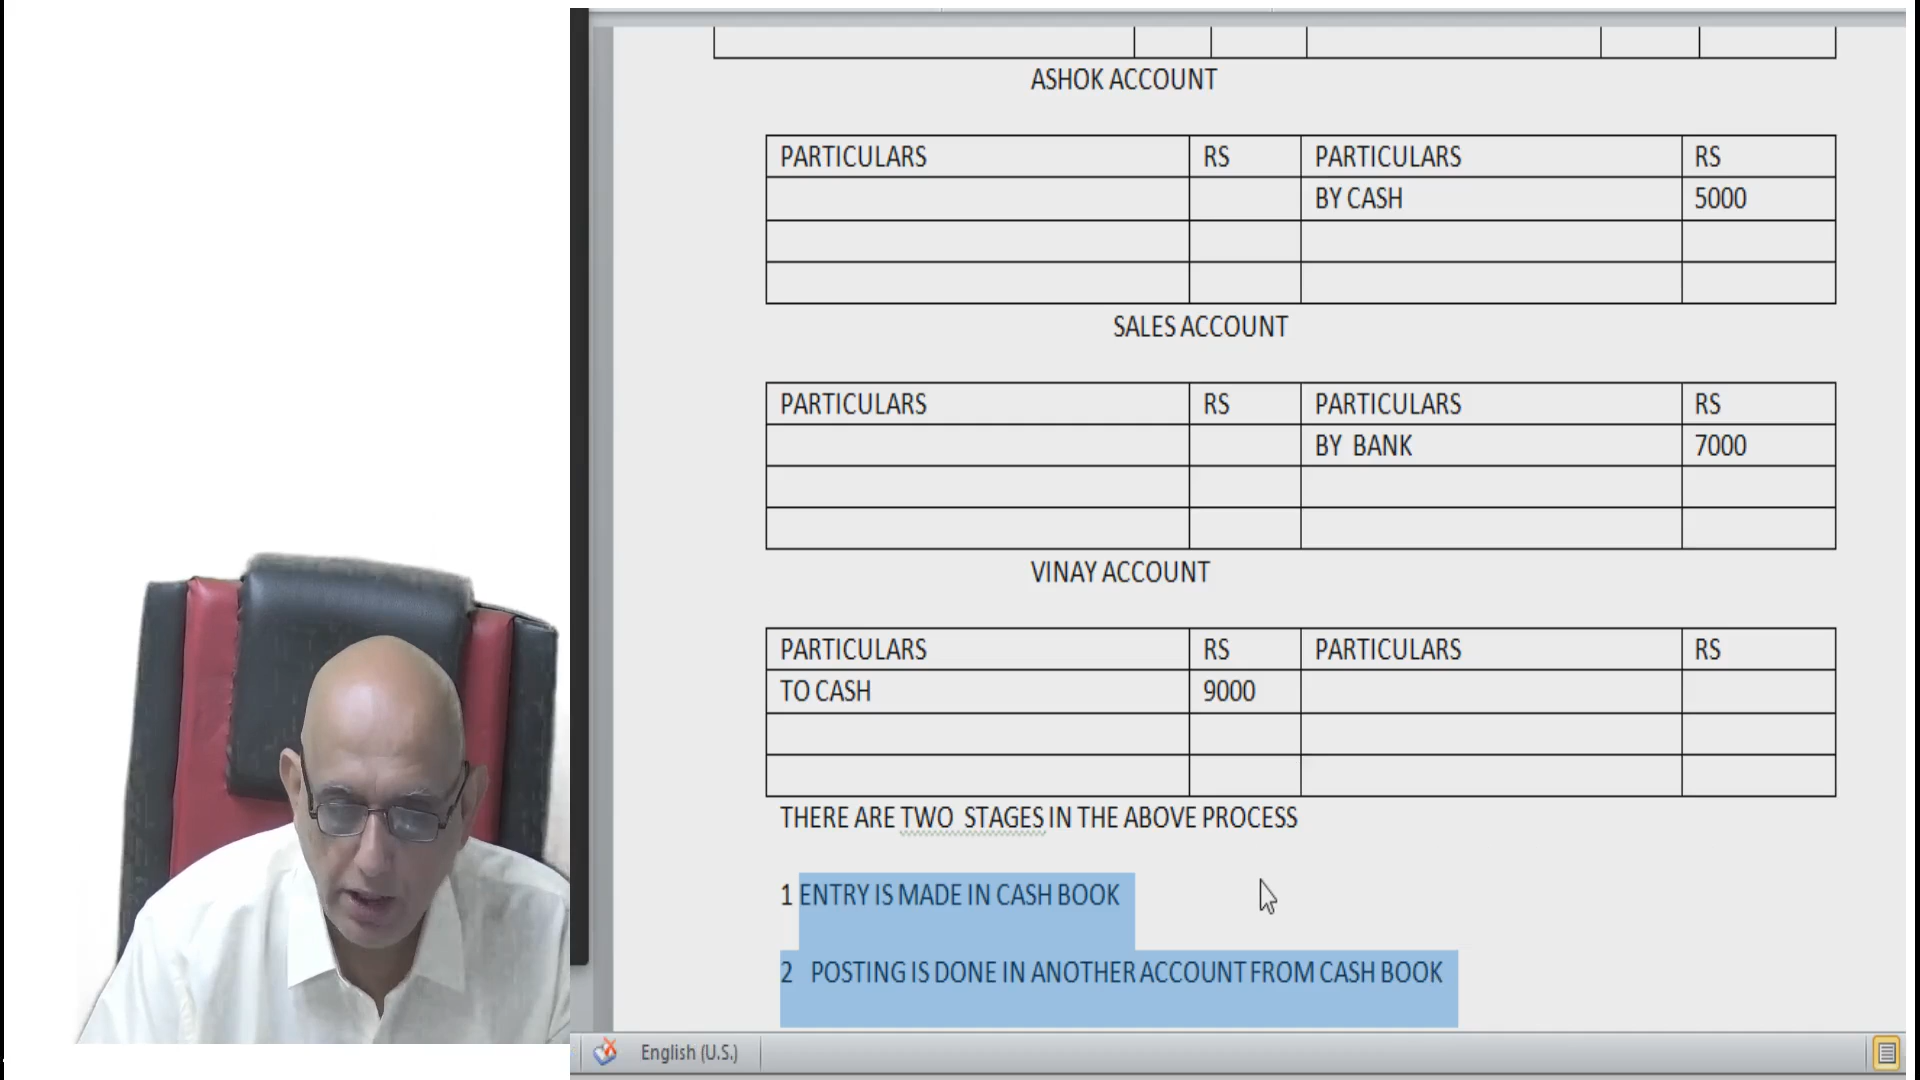 ASHOK ACCOUNT
PARTICULARS RS PARTICULARS RS
BY CASH 5000
SALES ACCOUNT
PARTICULARS RS PARTICULARS RS
BY BANK 7000
VINAY ACCOUNT
PARTICULARS RS PARTICULARS RS
TO CASH 9000
THERE ARE TWO STAGES IN THE ABOVE PROCESS
1 ENTRY IS MADE IN CASH BOOK
2 POSTING IS DONE IN ANOTHER ACCOUNT FROM CASH BOOK
English (U.S.)